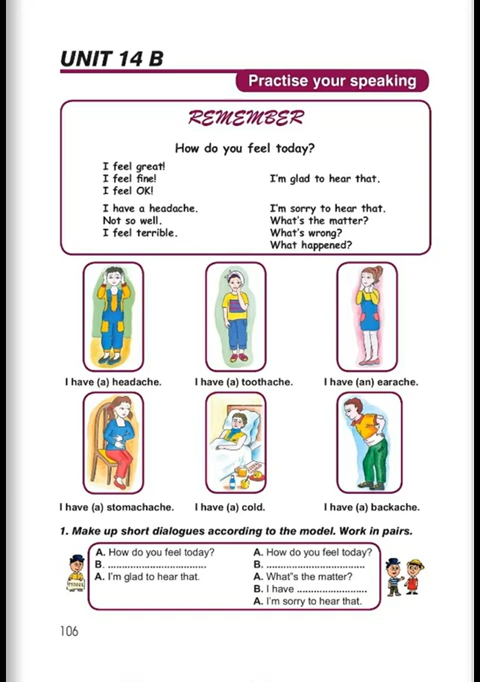 UNIT 14 B
Practise your speaking
REMEMBER
How do you feel today?
I feel great!
I feel fine! I'm glad to hear that.
I feel OK!
I have a headache. I'm sorry to hear that.
Not so well. What's the matter?
I feel terrible. What's wrong?
What happened?
I have (a) headache. I have (a) toothache. I have (an) earache.
I have (a) stomachache. I have (a) cold. I have (a) backache.
1. Make up short dialogues according to the model. Work in pairs.
A. How do you feel today?
B. ..................................
A. I'm glad to hear that.
A. How do you feel today?
B. ..................................
A. What"s the matter?
B. I have ........................
A. I'm sorry to hear that.
106